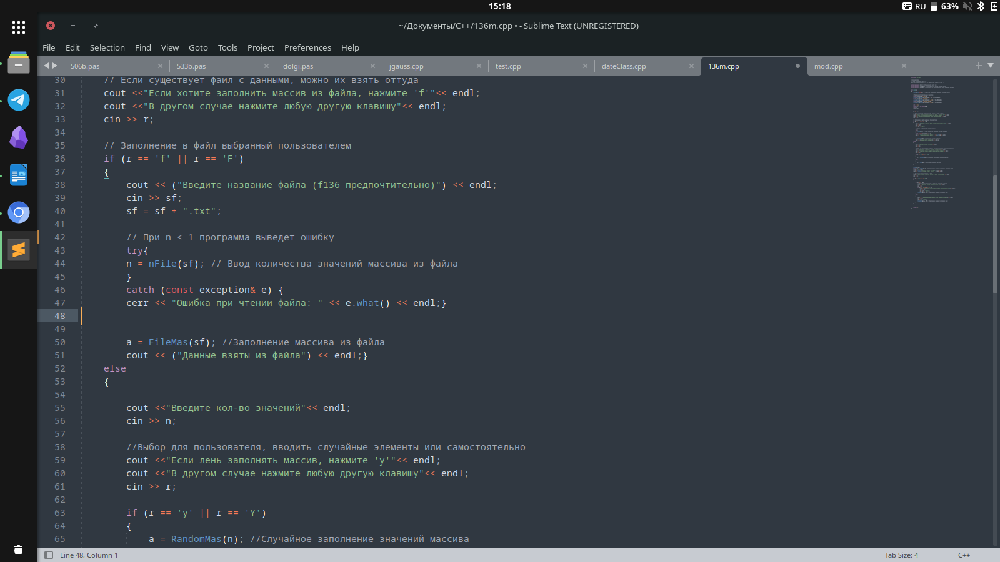 15:18
RU 63%
~/Документы/C++/136m.cpp • - Sublime Text (UNREGISTERED)
File Edit Selection Find View Goto Tools Project Preferences Help
506b.pas 533b.pas dolgi.pas jgauss.cpp test.cpp dateClass.cpp 136m.cpp mod.cpp
30 // Если существует файл с данными, можно их взять оттуда
31 cout <<"Если хотите заполнить массив из файла, нажмите 'f'"<< endl;
32 cout <<"В другом случае нажмите любую другую клавишу"<< endl;
33 cin >> r;
34
35 // Заполнение в файл выбранный пользователем
36 if (r == 'f' || r == 'F')
37 {
38 cout << ("Введите название файла (f136 предпочтительно)") << endl;
39 cin >> sf;
40 sf = sf + ".txt";
41
42 // При n < 1 программа выведет ошибку
43 try{
44 n = nFile(sf); // Ввод количества значений массива из файла
45 }
46 catch (const exception& e) {
47 cerr << "Ошибка при чтении файла: " << e.what() << endl;}
48
49
50 a = FileMas(sf); //Заполнение массива из файла
51 cout << ("Данные взяты из файла") << endl;}
52 else
53 {
54
55 cout <<"Введите кол-во значений"<< endl;
56 cin >> n;
57
58 //Выбор для пользователя, вводить случайные элементы или самостоятельно
59 cout <<"Если лень заполнять массив, нажмите 'y'"<< endl;
60 cout <<"В другом случае нажмите любую другую клавишу"<< endl;
61 cin >> r;
62
63 if (r == 'y' || r == 'Y')
64 {
65 a = RandomMas(n); //Случайное заполнение значений массива
Line 48, Column 1 Tab Size: 4 C++